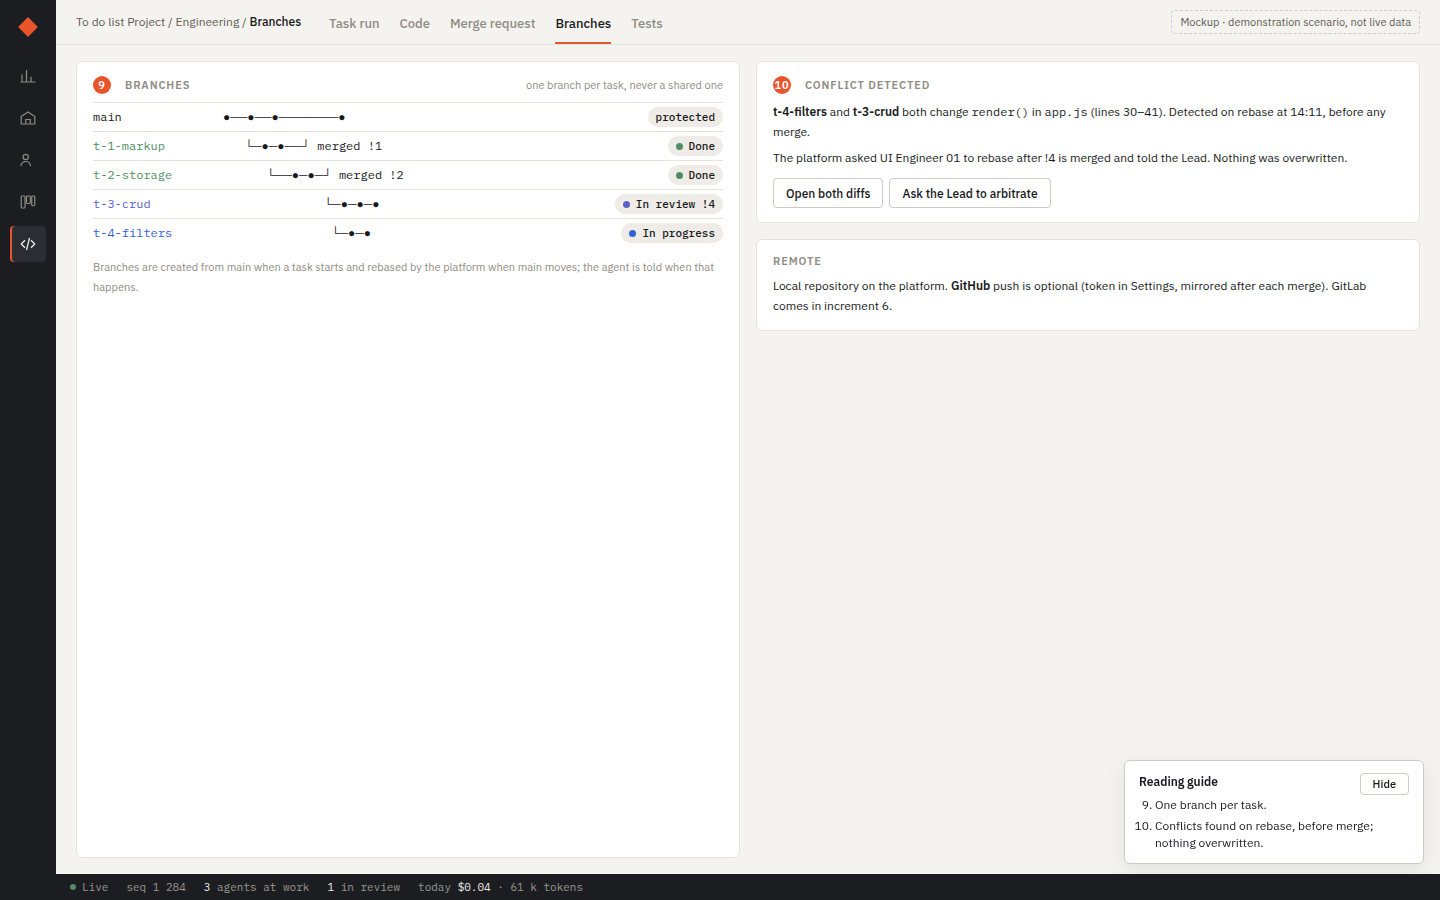 To do list Project / Engineering / Branches
Task run
Code
Merge request
Branches
Tests
Mockup · demonstration scenario, not live data
9 BRANCHES
one branch per task, never a shared one
main
protected
t-1-markup
merged !1
Done
t-2-storage
merged !2
Done
t-3-crud
In review !4
t-4-filters
In progress
Branches are created from main when a task starts and rebased by the platform when main moves; the agent is told when that
happens.
10 CONFLICT DETECTED
t-4-filters and t-3-crud both change render() in app.js (lines 30–41). Detected on rebase at 14:11, before any
merge.
The platform asked UI Engineer 01 to rebase after !4 is merged and told the Lead. Nothing was overwritten.
Open both diffs
Ask the Lead to arbitrate
REMOTE
Local repository on the platform. GitHub push is optional (token in Settings, mirrored after each merge). GitLab
comes in increment 6.
Reading guide
Hide
9. One branch per task.
10. Conflicts found on rebase, before merge;
nothing overwritten.
Live
seq 1 284
3 agents at work
1 in review
today $0.04 · 61 k tokens